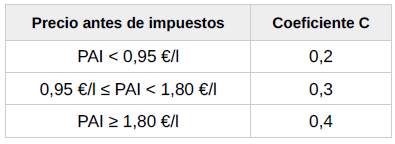 Precio antes de impuestos Coeficiente C
PAI < 0,95 €/l 0,2
0,95 €/l ≤ PAI < 1,80 €/l 0,3
PAI ≥ 1,80 €/l 0,4